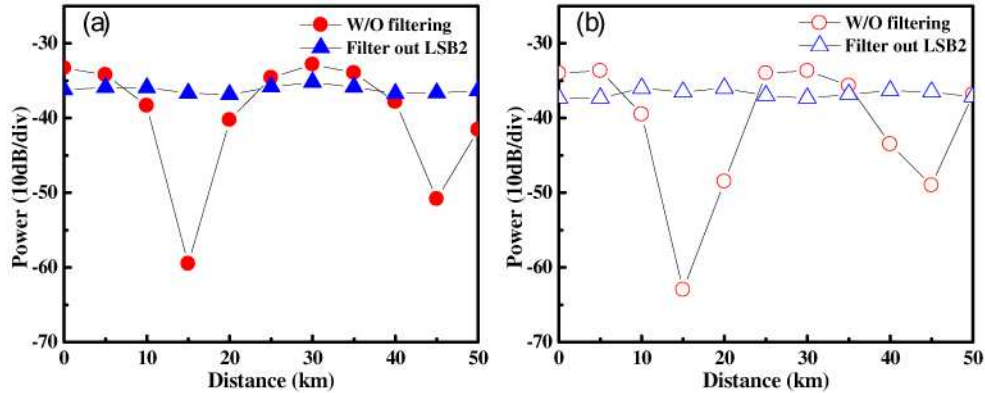 (a)
W/O filtering
Filter out LSB2
Power (10dB/div)
-30
-40
-50
-60
-70
0 10 20 30 40 50
Distance (km)
(b)
W/O filtering
Filter out LSB2
Power (10dB/div)
-30
-40
-50
-60
-70
0 10 20 30 40 50
Distance (km)